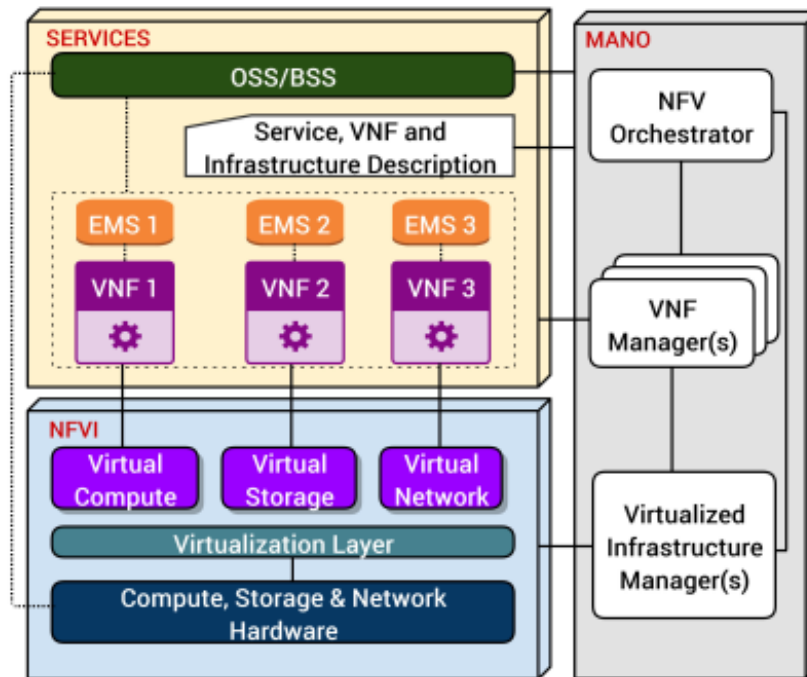 SERVICES
OSS/BSS
Service, VNF and
Infrastructure Description
EMS 1
EMS 2
EMS 3
VNF 1
VNF 2
VNF 3
NFVI
Virtual
Compute
Virtual
Storage
Virtual
Network
Virtualization Layer
Compute, Storage & Network
Hardware
MANO
NFV
Orchestrator
VNF
Manager(s)
Virtualized
Infrastructure
Manager(s)